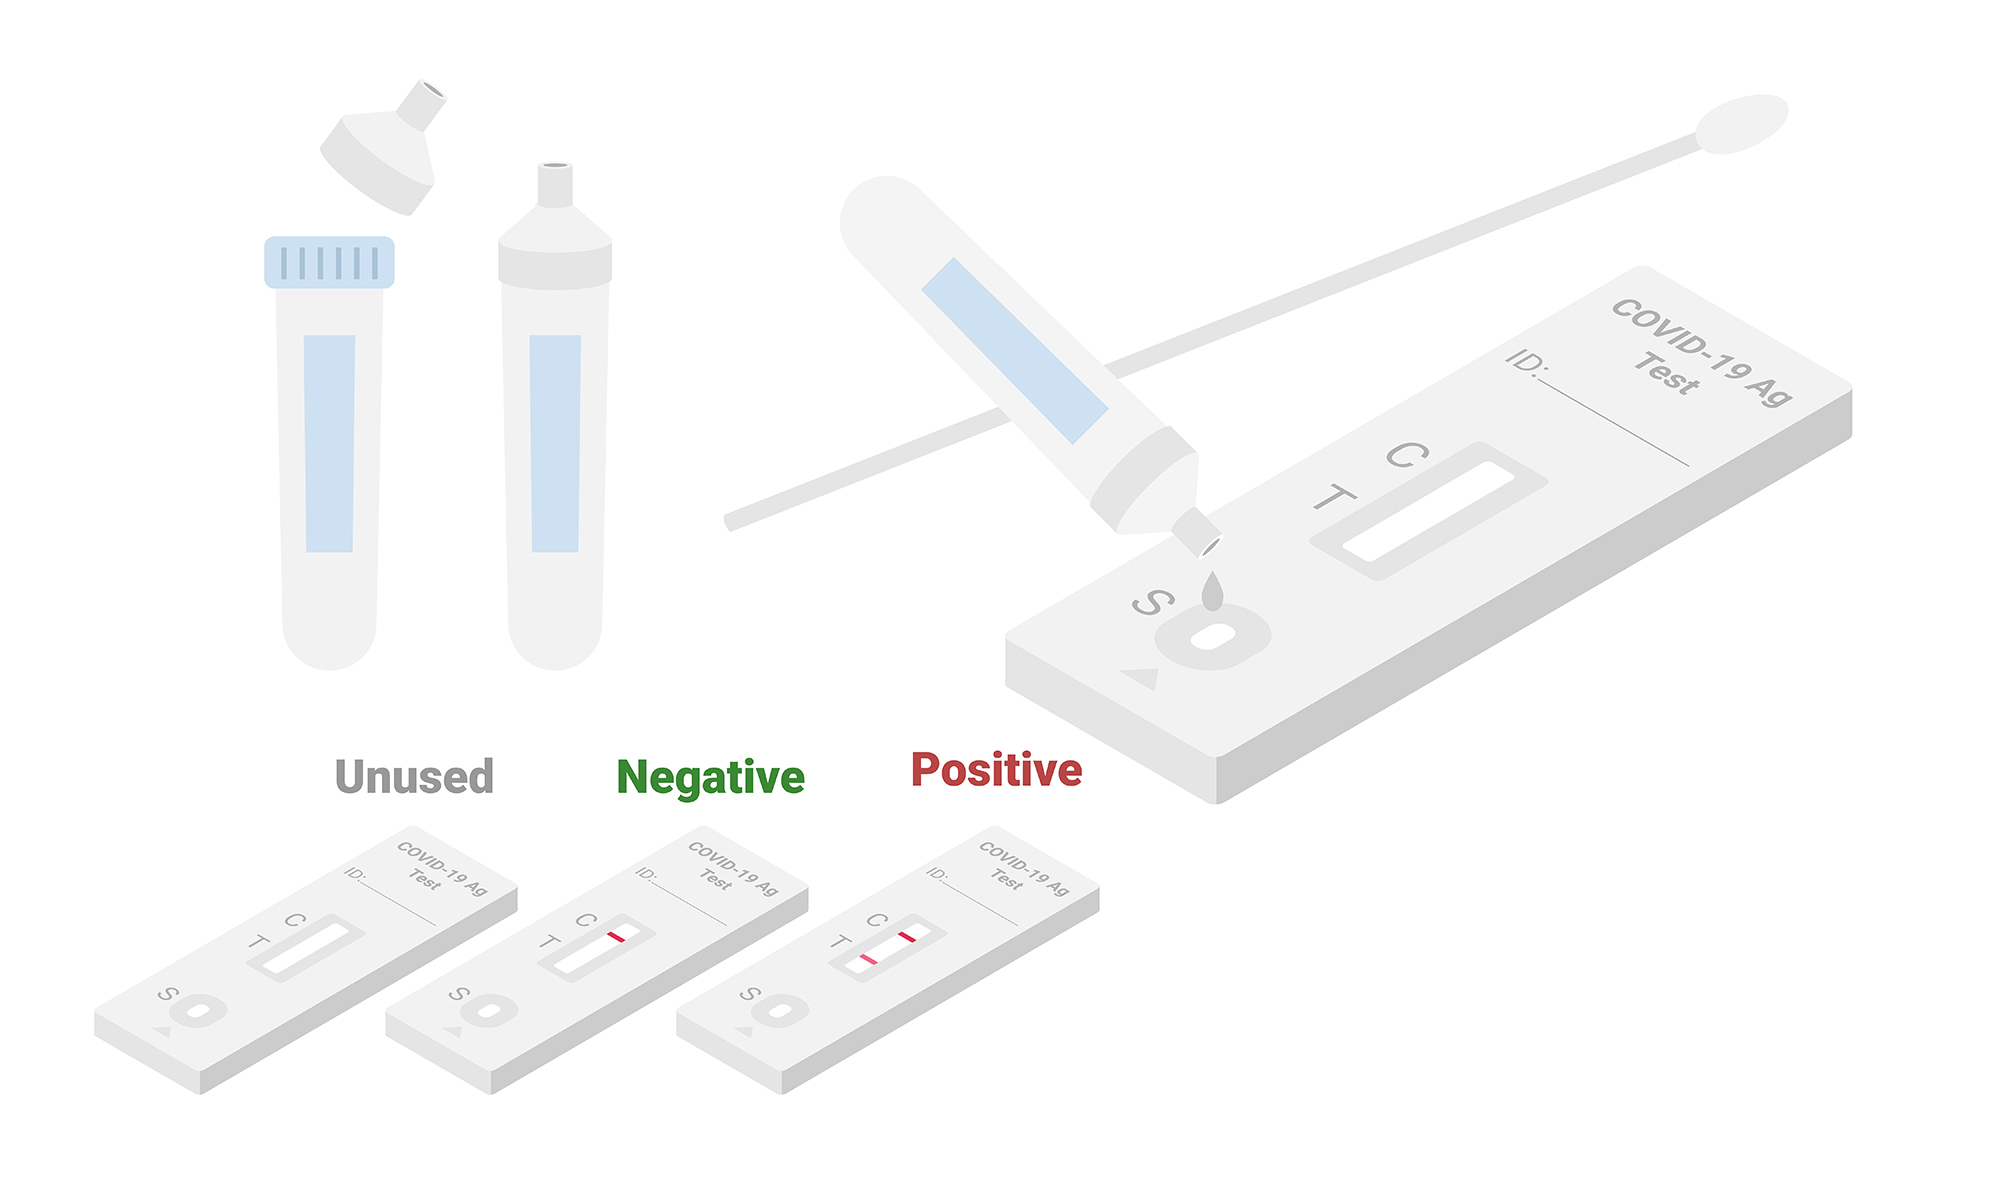 COVID-19 Ag
Test
ID:
C
T
S
Unused
Negative
Positive
COVID-19 Ag
Test
ID:
C
T
S
COVID-19 Ag
Test
ID:
C
T
S
COVID-19 Ag
Test
ID:
C
T
S